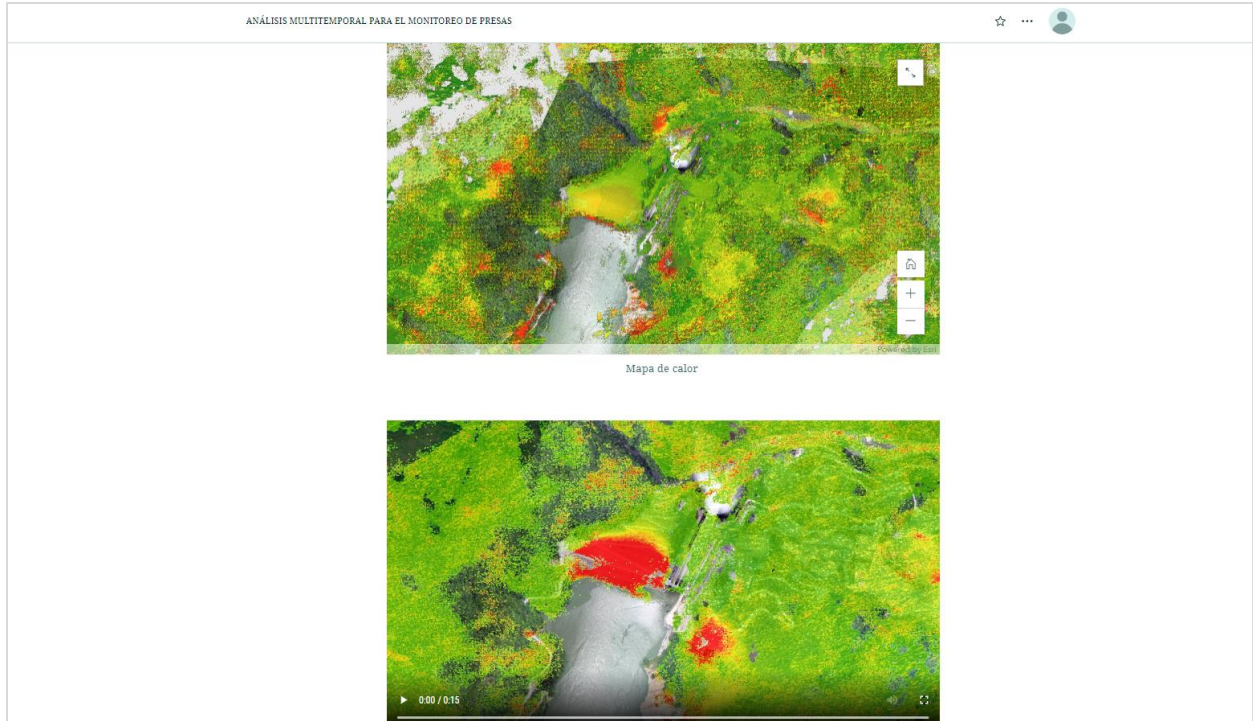 ANÁLISIS MULTITEMPORAL PARA EL MONITOREO DE PRESAS
Powered by Esri
Mapa de calor
0:00 / 0:15